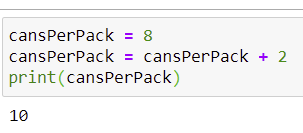 cansPerPack = 8
cansPerPack = cansPerPack + 2
print(cansPerPack)
10